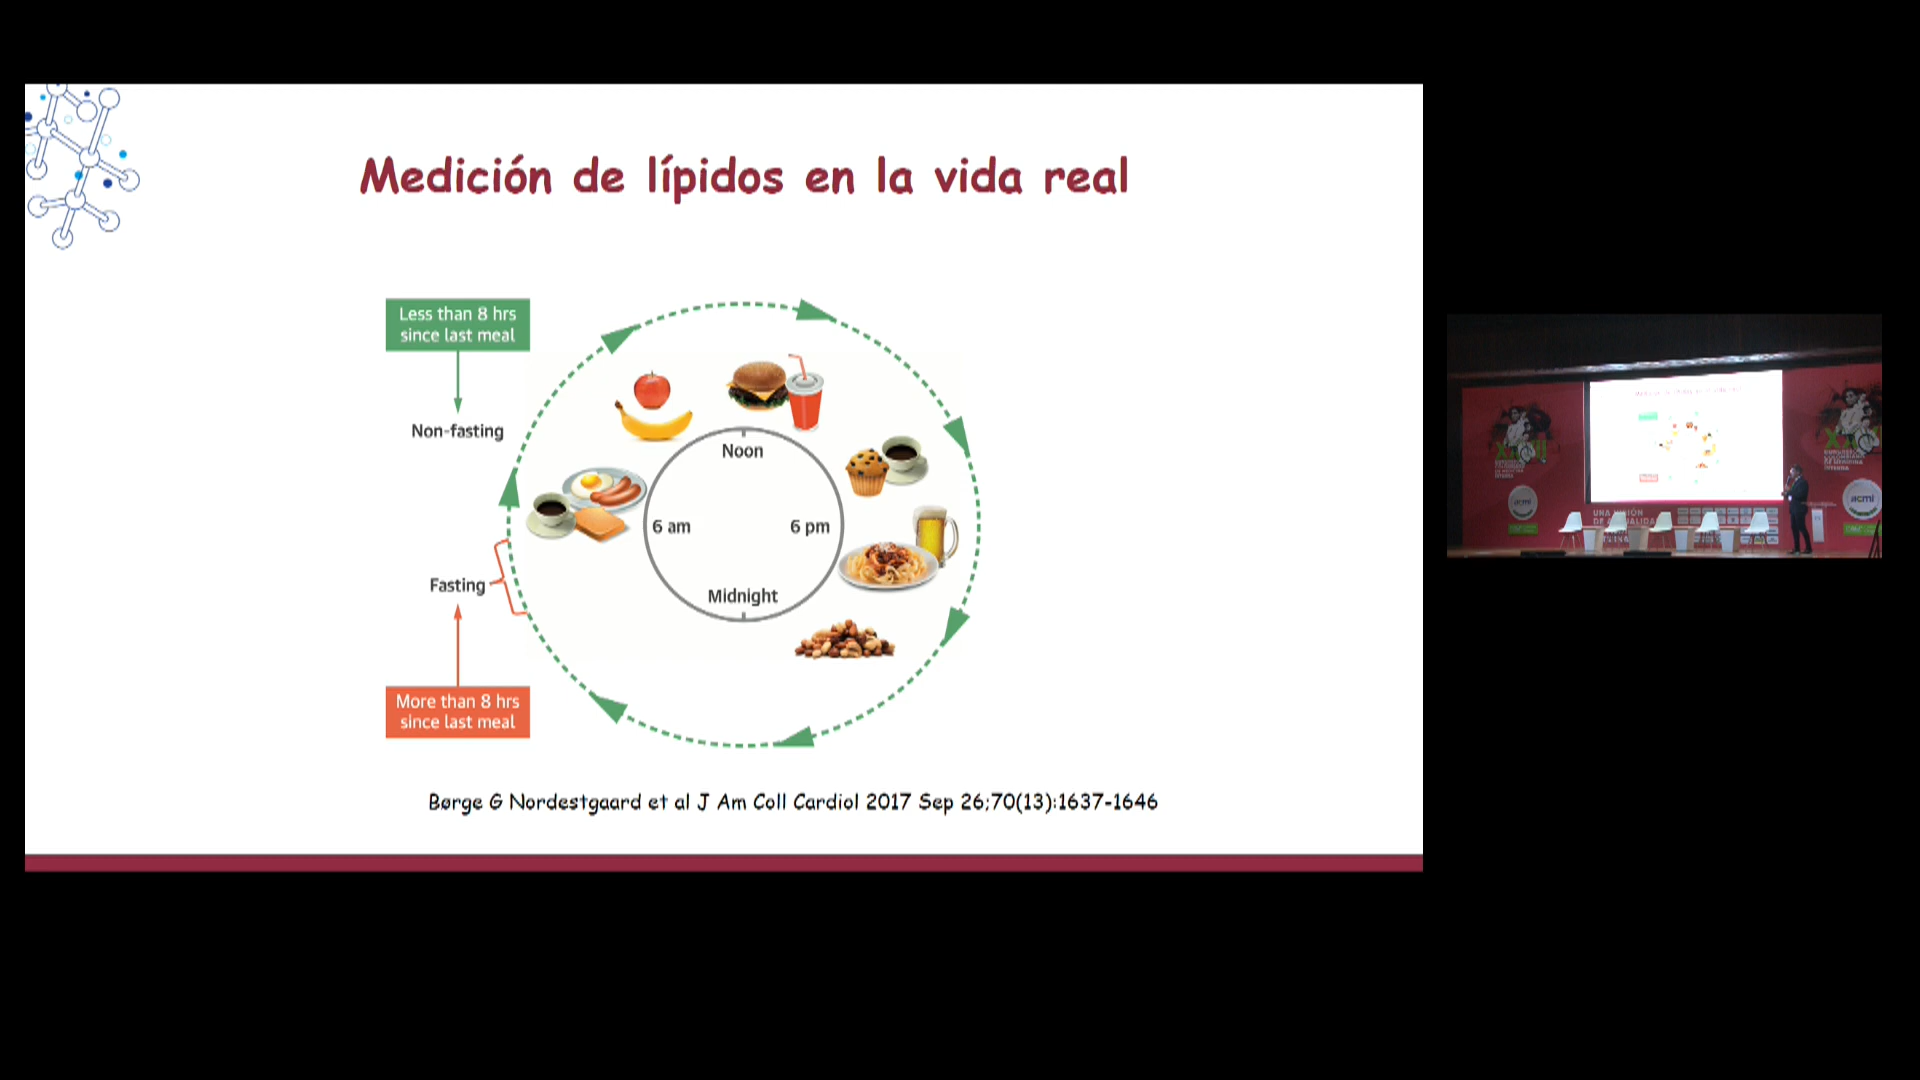 Medición de lípidos en la vida real
Less than 8 hrs
since last meal
Non-fasting
Noon
6 am
6 pm
Midnight
Fasting
More than 8 hrs
since last meal
Børge G Nordestgaard et al J Am Coll Cardiol 2017 Sep 26;70(13):1637-1646
acmi